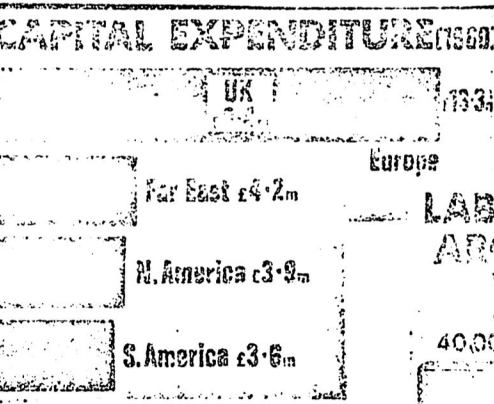 CAPITAL EXPENDITURE
UK
Europe
Far East £4·2m
LAB
N. America £3·9m
S. America £3·6m
40,00